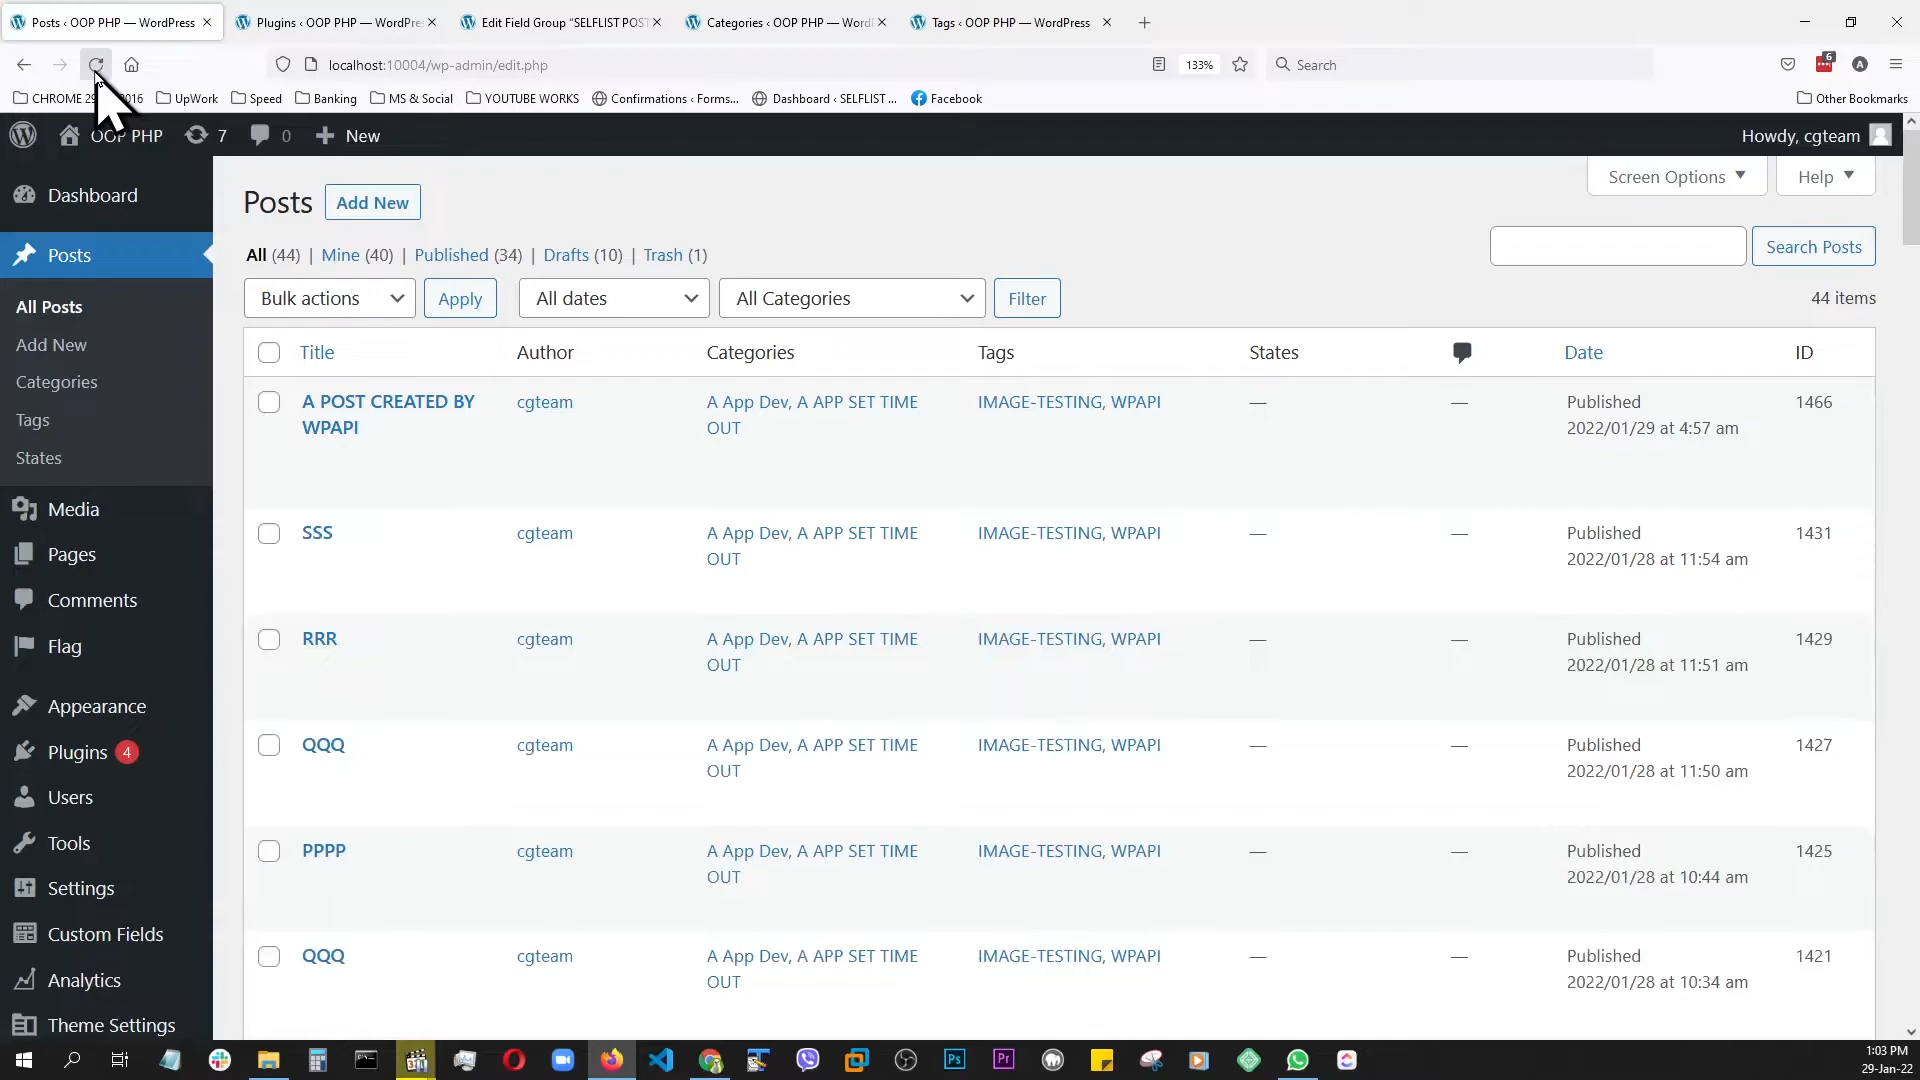 Posts ‹ OOP PHP — WordPress
Plugins ‹ OOP PHP — WordPre
Edit Field Group "SELFLIST POST
Categories ‹ OOP PHP — Word
Tags ‹ OOP PHP — WordPress
localhost:10004/wp-admin/edit.php
133%
Search
6
A
CHROME 29 2016
UpWork
Speed
Banking
MS & Social
YOUTUBE WORKS
Confirmations ‹ Forms...
Dashboard ‹ SELFLIST ...
Facebook
Other Bookmarks
OOP PHP
7
0
New
Howdy, cgteam
Dashboard
Posts
All Posts
Add New
Categories
Tags
States
Media
Pages
Comments
Flag
Appearance
Plugins 4
Users
Tools
Settings
Custom Fields
Analytics
Theme Settings
Screen Options
Help
Posts
Add New
All (44) | Mine (40) | Published (34) | Drafts (10) | Trash (1)
Search Posts
Bulk actions
Apply
All dates
All Categories
Filter
44 items
Title Author Categories Tags States Date ID
A POST CREATED BY WPAPI cgteam A App Dev, A APP SET TIME OUT IMAGE-TESTING, WPAPI — — Published 2022/01/29 at 4:57 am 1466
SSS cgteam A App Dev, A APP SET TIME OUT IMAGE-TESTING, WPAPI — — Published 2022/01/28 at 11:54 am 1431
RRR cgteam A App Dev, A APP SET TIME OUT IMAGE-TESTING, WPAPI — — Published 2022/01/28 at 11:51 am 1429
QQQ cgteam A App Dev, A APP SET TIME OUT IMAGE-TESTING, WPAPI — — Published 2022/01/28 at 11:50 am 1427
PPPP cgteam A App Dev, A APP SET TIME OUT IMAGE-TESTING, WPAPI — — Published 2022/01/28 at 10:44 am 1425
QQQ cgteam A App Dev, A APP SET TIME OUT IMAGE-TESTING, WPAPI — — Published 2022/01/28 at 10:34 am 1421
Ps
Pr
1:03 PM
29-Jan-22